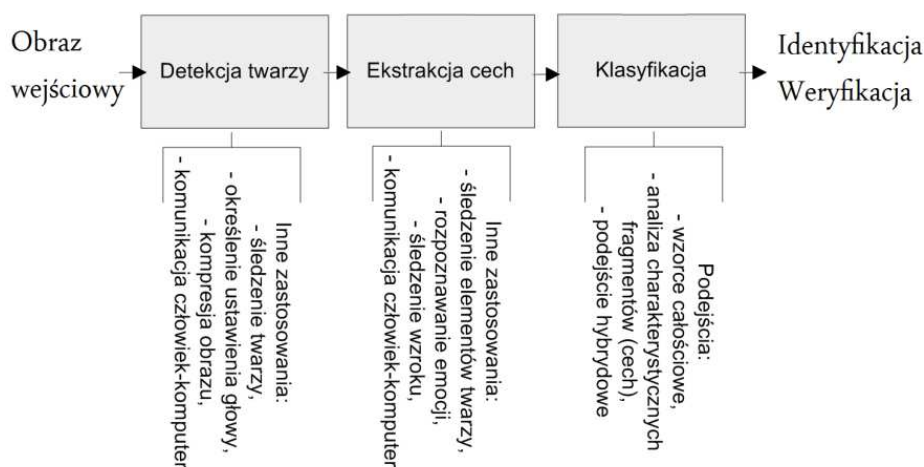 Obraz
wejściowy
Detekcja twarzy
Ekstrakcja cech
Klasyfikacja
Identyfikacja
Weryfikacja
Inne zastosowania:
- śledzenie twarzy,
- określenie ustawienia głowy,
- kompresja obrazu,
- komunikacja człowiek-komputer
Inne zastosowania:
- śledzenie elementów twarzy,
- rozpoznawanie emocji,
- śledzenie wzroku,
- komunikacja człowiek-komputer
Podejścia:
- wzorce całościowe,
- analiza charakterystycznych
fragmentów (cech),
- podejście hybrydowe